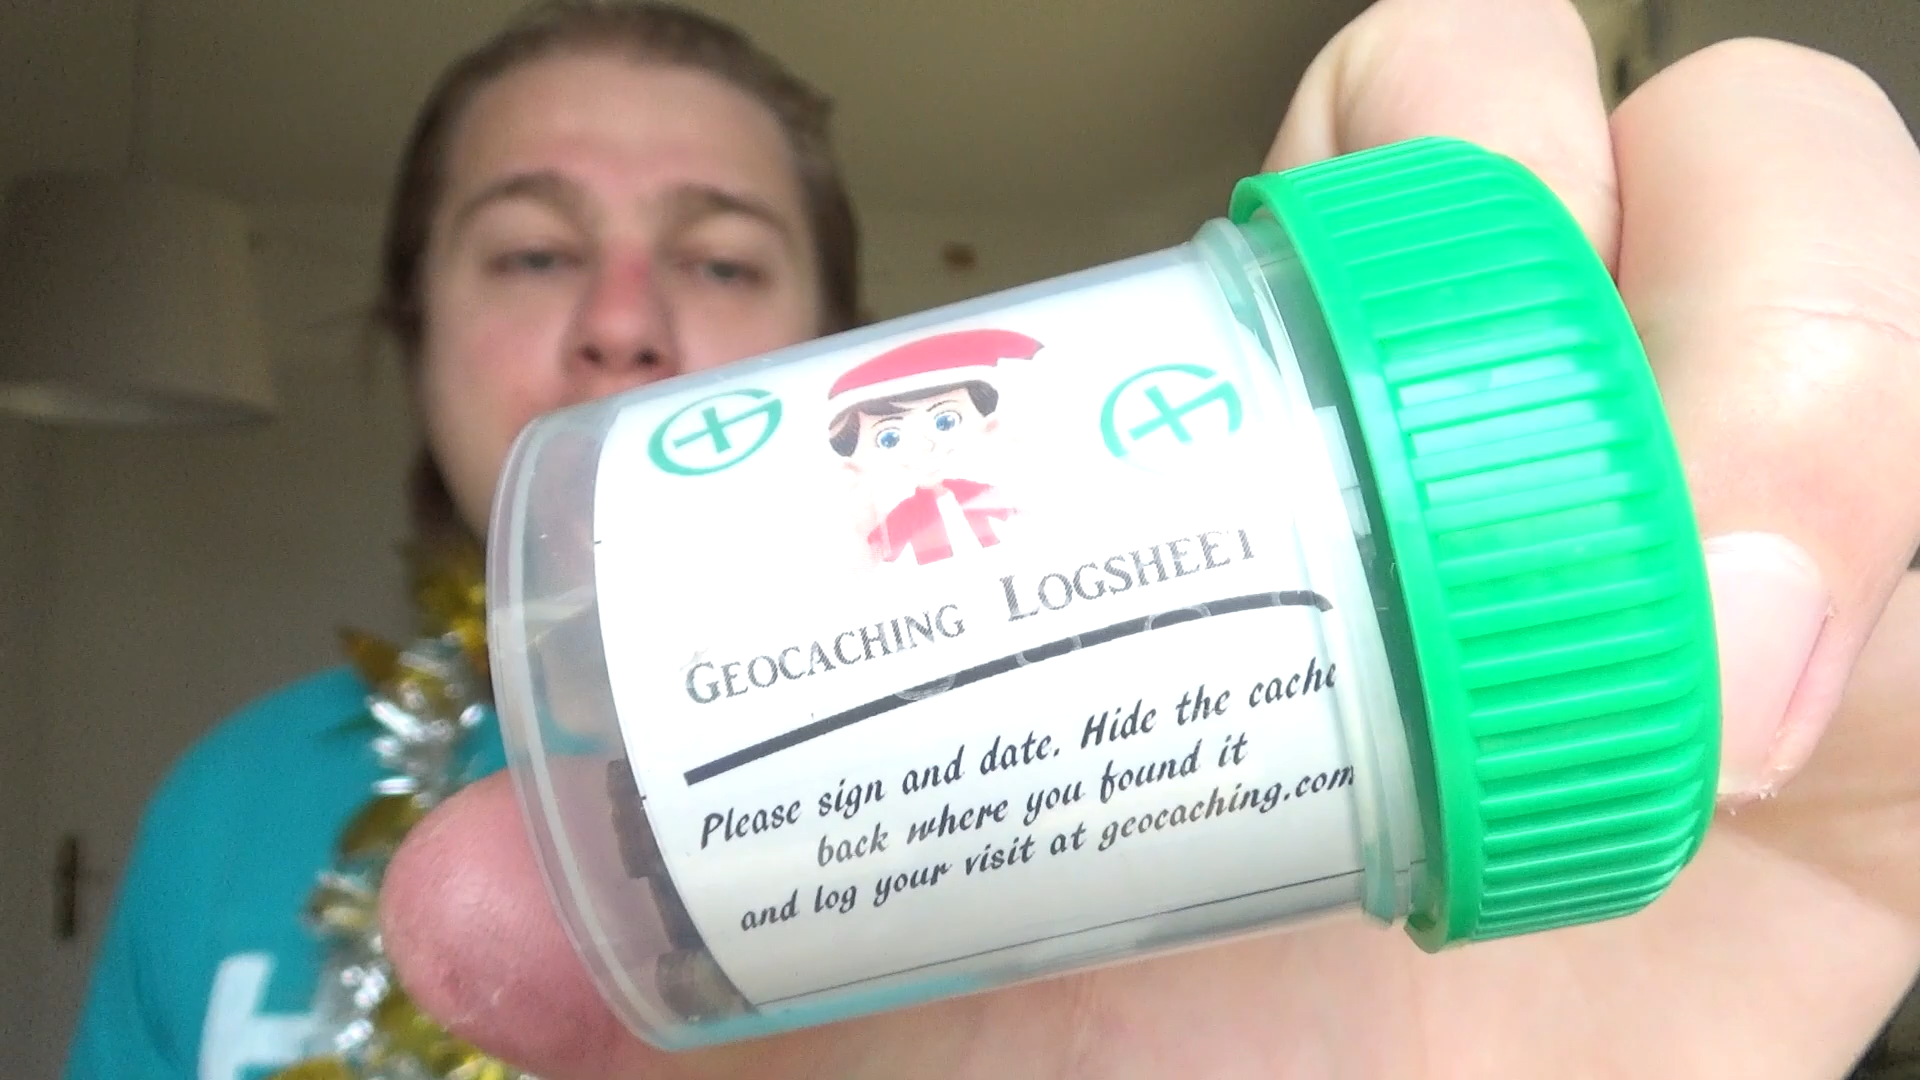 GEOCACHING LOGSHEET
Please sign and date. Hide the cache
back where you found it
and log your visit at geocaching.com